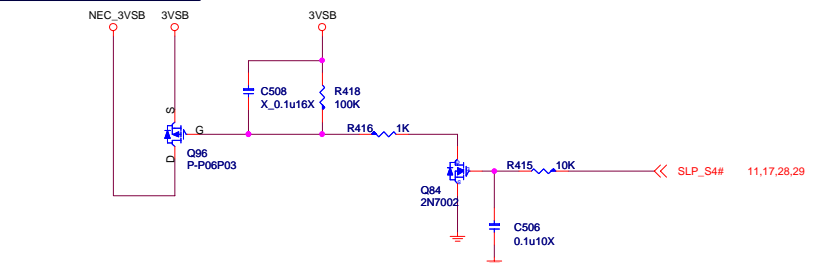 NEC_3VSB 3VSB 3VSB
S
C508
X_0.1u16X
R418
100K
G
R416 1K
D
Q96
P-P06P03
R415 10K
SLP_S4# 11,17,28,29
Q84
2N7002
C506
0.1u10X